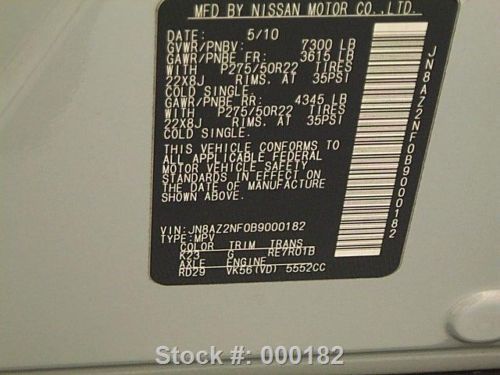 MFD BY NISSAN MOTOR CO.,LTD.
DATE: 5/10
GVWR/PNBV: 7300 LB
GAWR/PNBE FR: 3615 LB
WITH P275/50R22 TIRES
22X8J RIMS. AT 35PSI
COLD SINGLE.
GAWR/PNBE RR: 4345 LB
WITH P275/50R22 TIRES
22X8J RIMS. AT 35PSI
COLD SINGLE.
THIS VEHICLE CONFORMS TO
ALL APPLICABLE FEDERAL
MOTOR VEHICLE SAFETY
STANDARDS IN EFFECT ON
THE DATE OF MANUFACTURE
SHOWN ABOVE.
VIN:JN8AZ2NF0B9000182
TYPE:MPV
COLOR TRIM TRANS
K23 G RE7R01B
AXLE ENGINE
RD29 VK56(VD) 5552CC
JN8AZ2NF0B9000182
Stock #: 000182